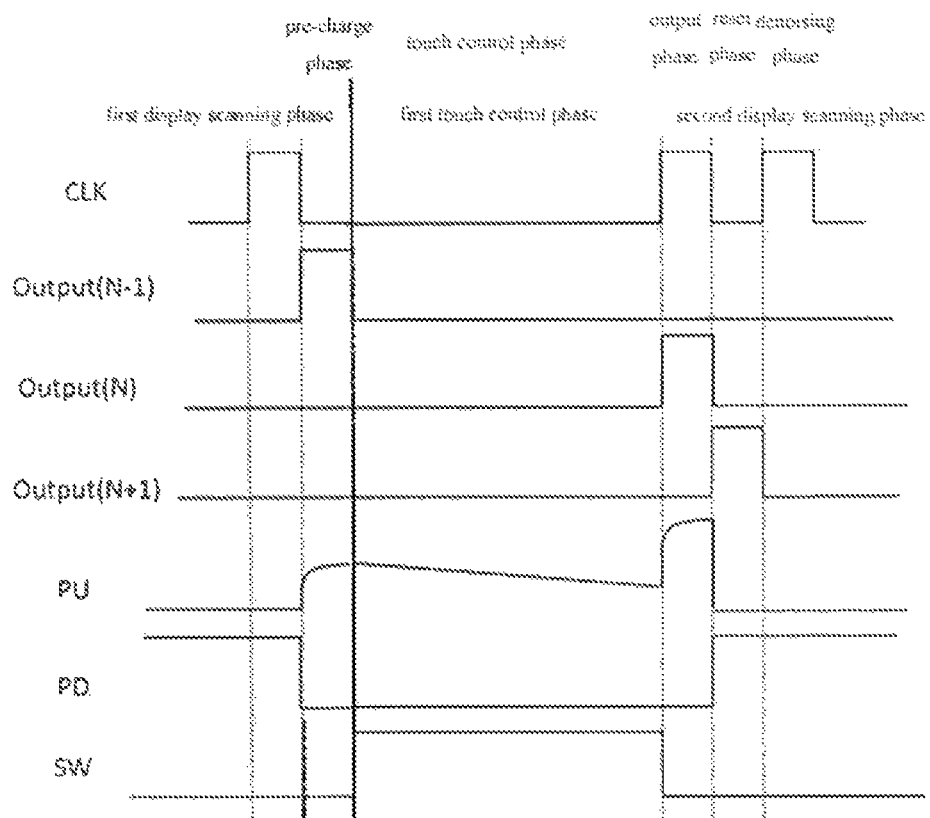 pre-charge
phase
touch control phase
output reset denoising
phase phase phase
first display scanning phase
first touch control phase
second display scanning phase
CLK
Output(N-1)
Output(N)
Output(N+1)
PU
PD
SW